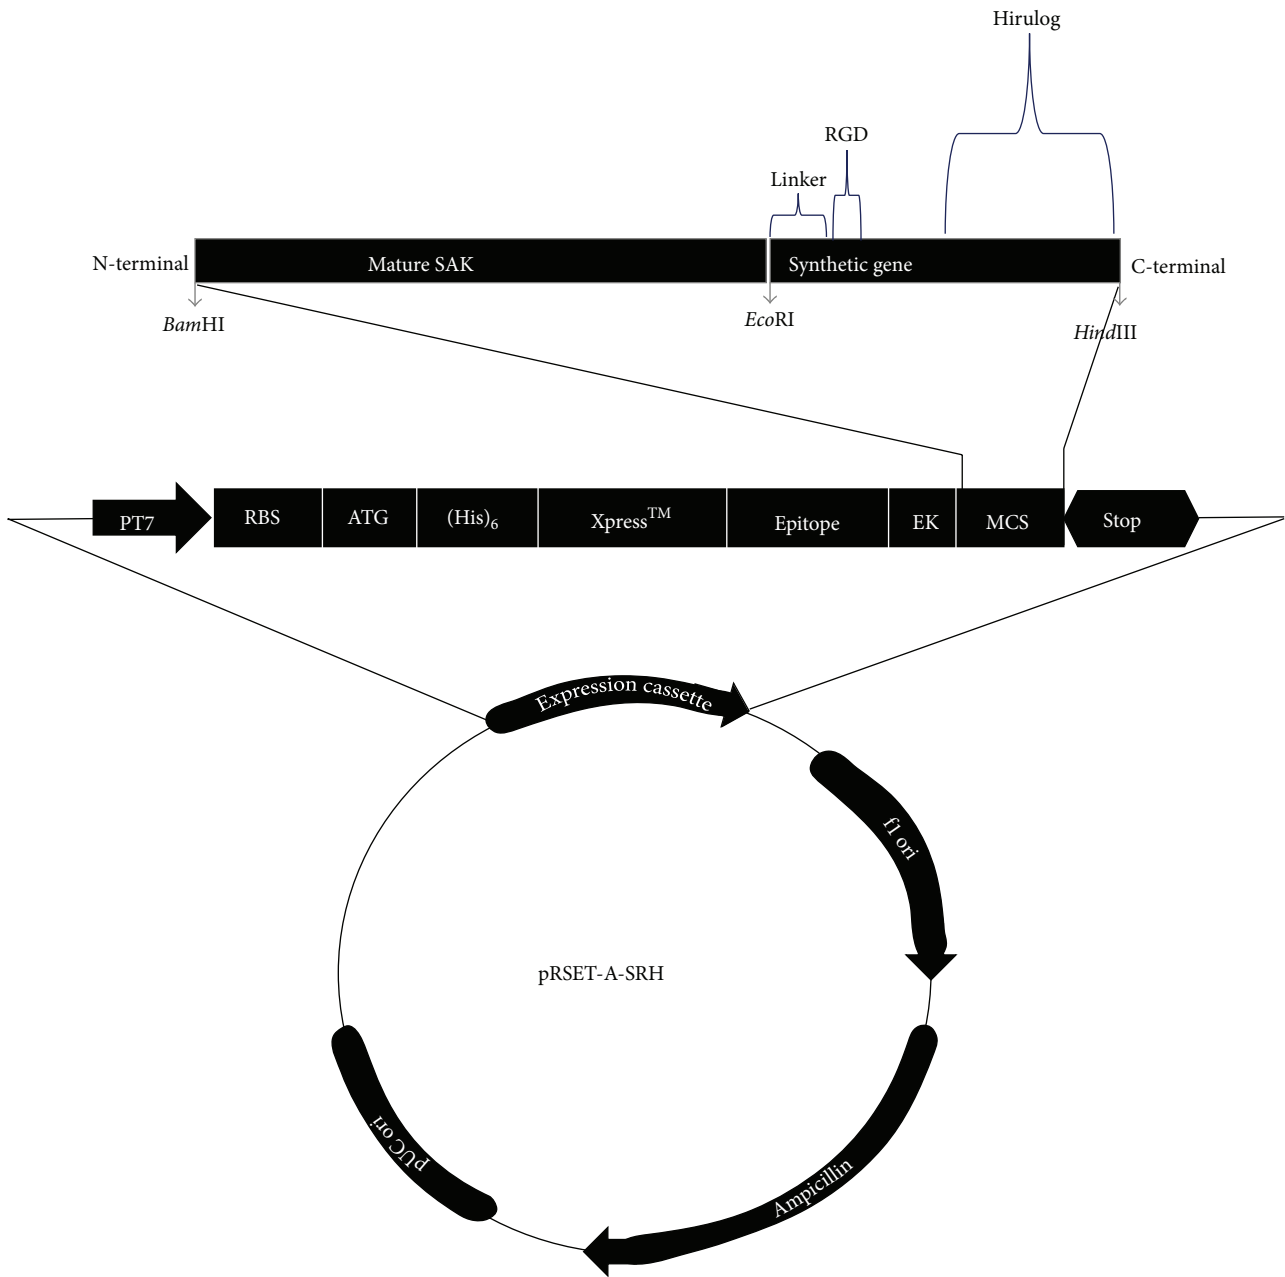 Hirulog
RGD
Linker
N-terminal
Mature SAK
Synthetic gene
C-terminal
BamHI
EcoRI
HindIII
PT7
RBS
ATG
(His)6
Xpress™
Epitope
EK
MCS
Stop
Expression cassette
f1 ori
pRSET-A-SRH
pUC ori
Ampicillin